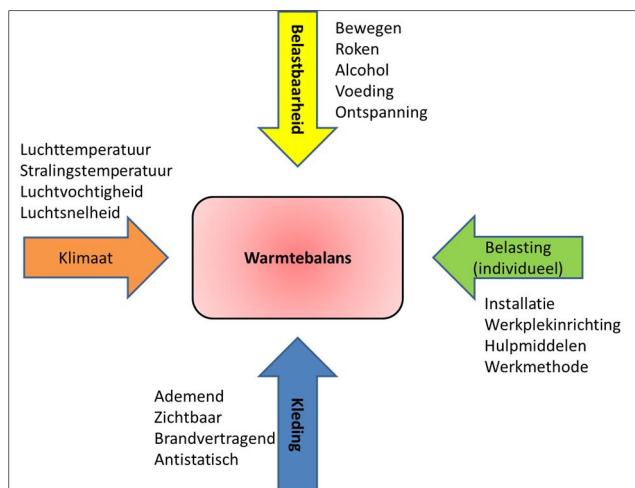 Belastbaarheid
Bewegen
Roken
Alcohol
Voeding
Ontspanning
Luchttemperatuur
Stralingstemperatuur
Luchtvochtigheid
Luchtsnelheid
Klimaat
Warmtebalans
Belasting
(individueel)
Installatie
Werkplekinrichting
Hulpmiddelen
Werkmethode
Ademend
Zichtbaar
Brandvertragend
Antistatisch
Kleding